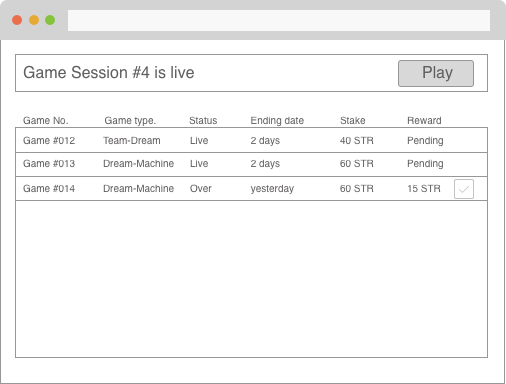 Game Session #4 is live Play
Game No. Game type. Status Ending date Stake Reward
Game #012 Team-Dream Live 2 days 40 STR Pending
Game #013 Dream-Machine Live 2 days 60 STR Pending
Game #014 Dream-Machine Over yesterday 60 STR 15 STR